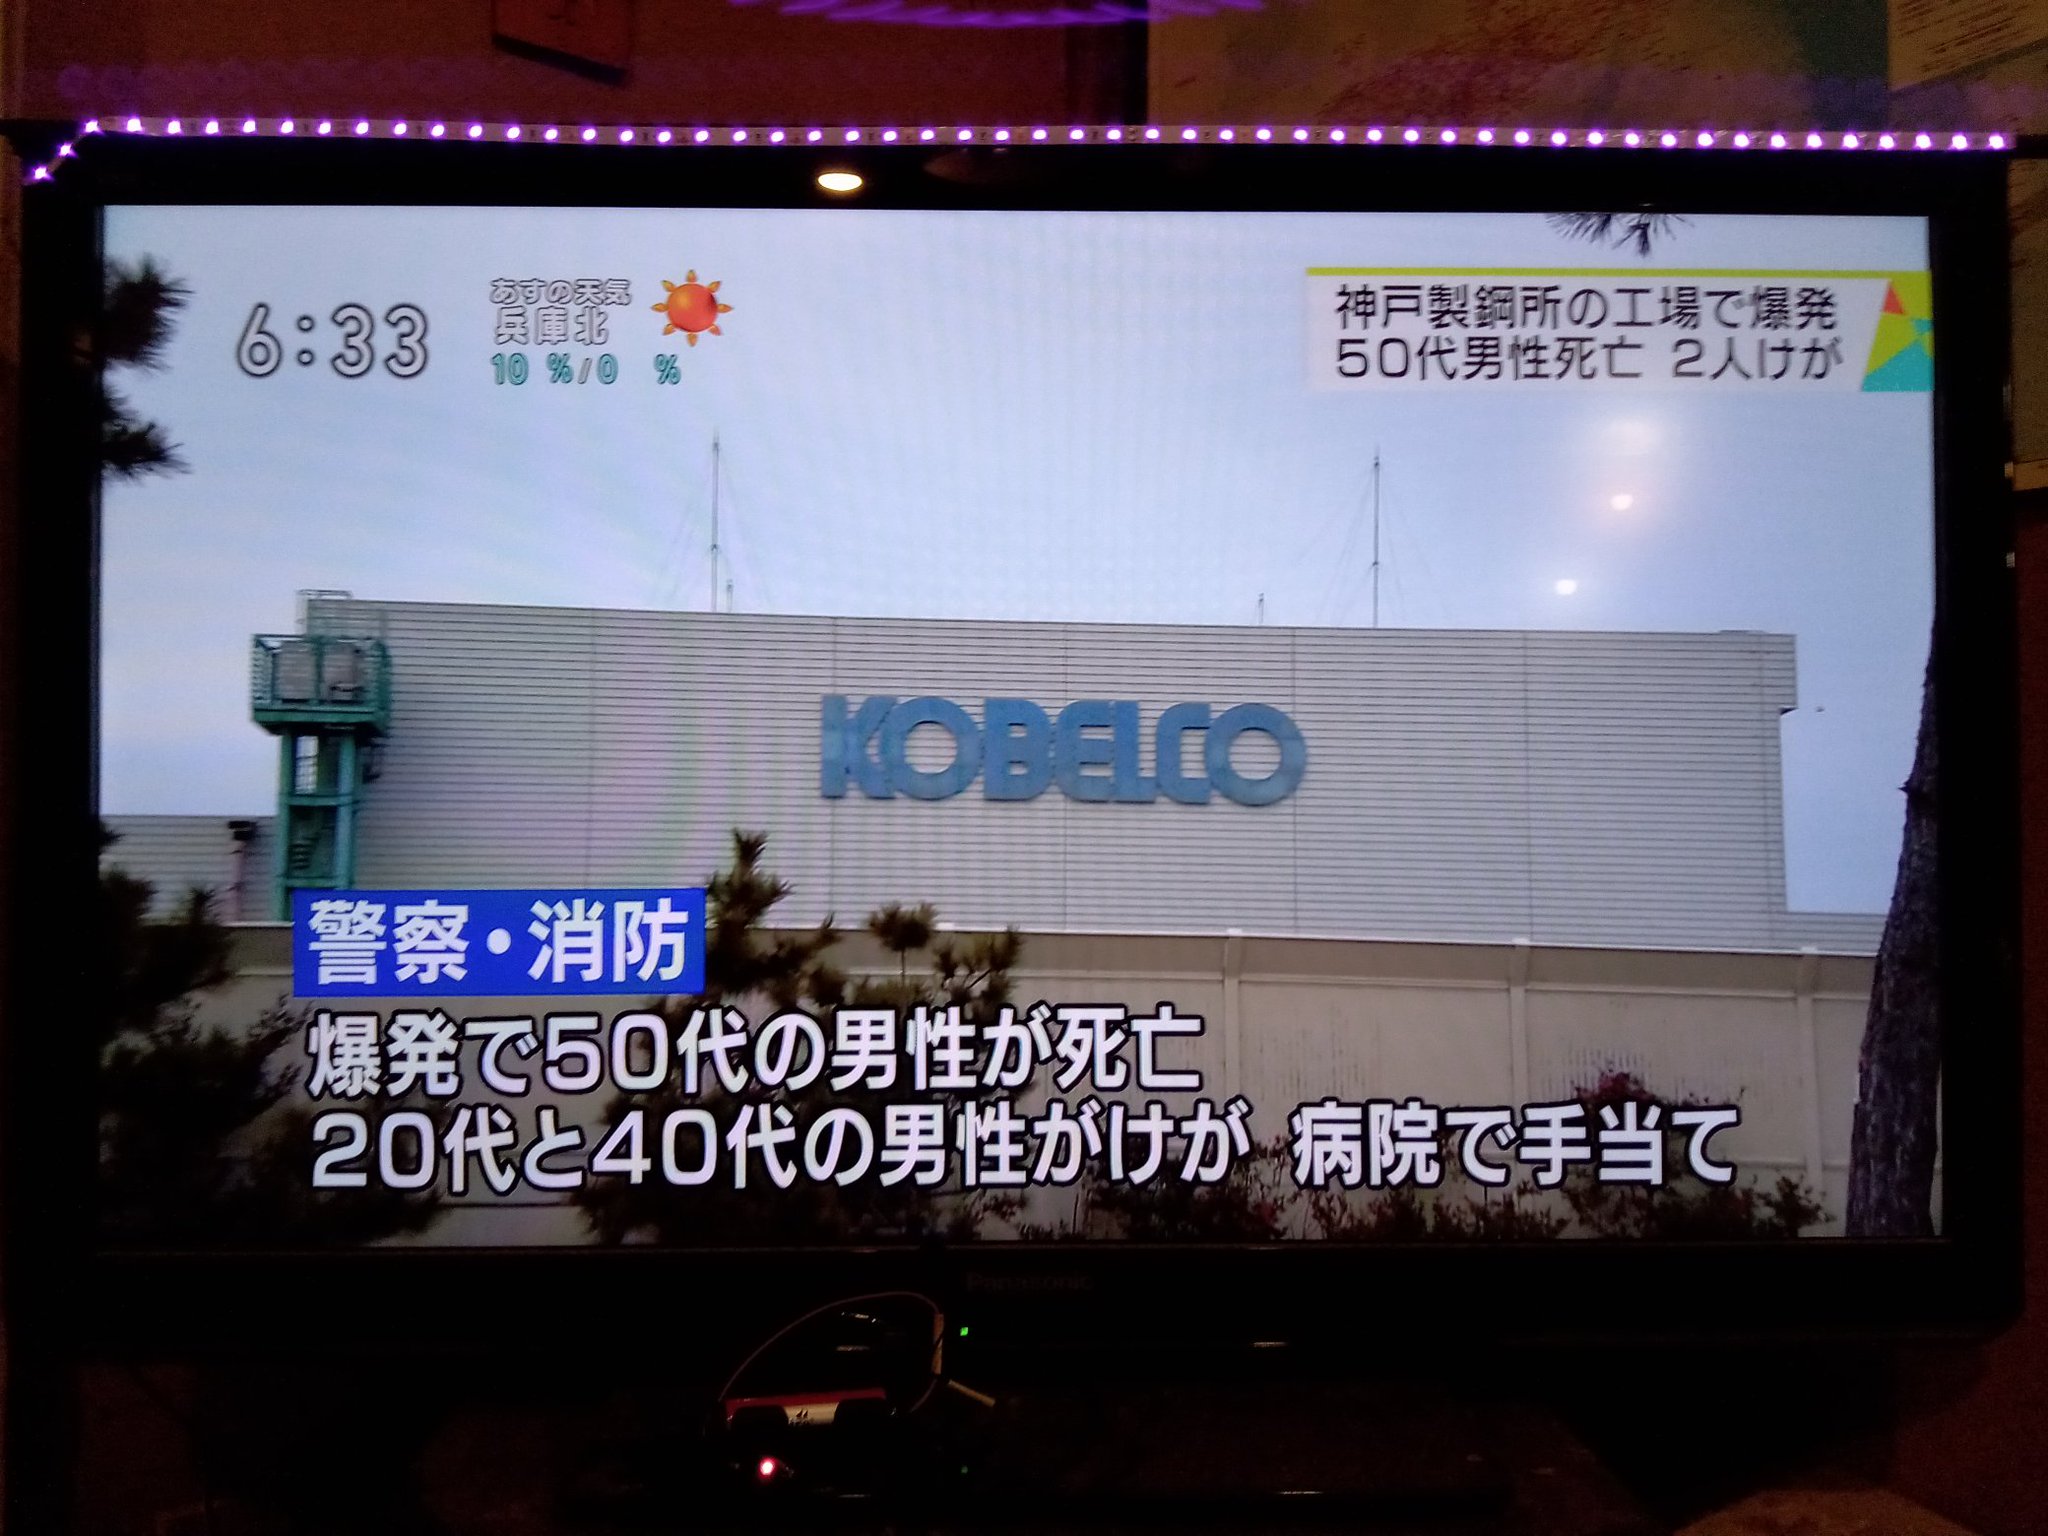 6:33
あすの天気
兵庫北
10 %/0 %
神戸製鋼所の工場で爆発
50代男性死亡 2人けが
KOBELCO
警察・消防
爆発で50代の男性が死亡
20代と40代の男性がけが 病院で手当て
Panasonic